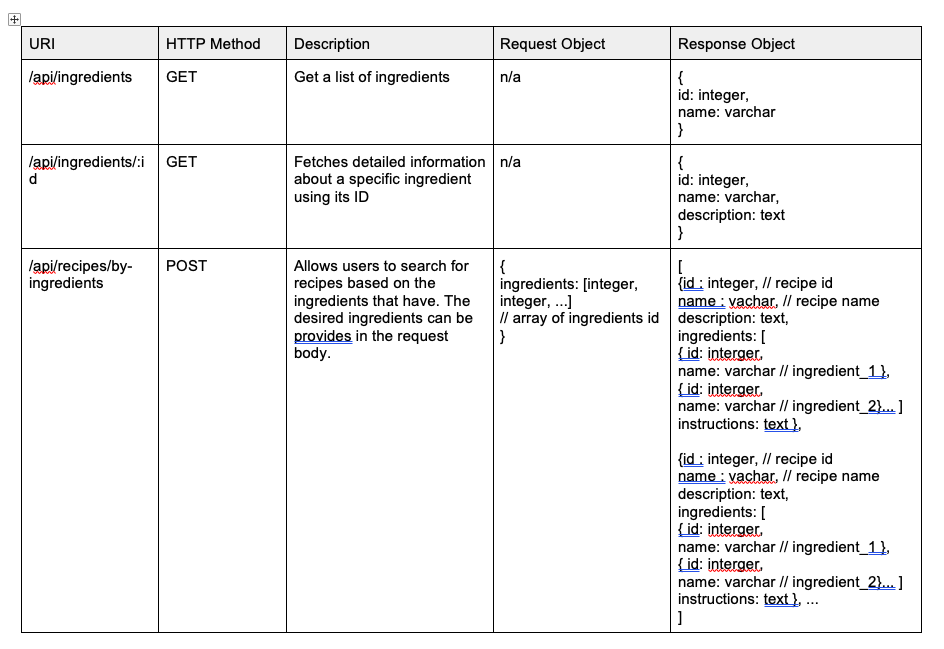 URI
HTTP Method
Description
Request Object
Response Object
/api/ingredients
GET
Get a list of ingredients
n/a
{
id: integer,
name: varchar
}
/api/ingredients/:i
d
GET
Fetches detailed information
about a specific ingredient
using its ID
n/a
{
id: integer,
name: varchar,
description: text
}
/api/recipes/by-
ingredients
POST
Allows users to search for
recipes based on the
ingredients that have. The
desired ingredients can be
provides in the request
body.
{
ingredients: [integer,
integer, ...]
// array of ingredients id
}
[
{id : integer, // recipe id
name : vachar, // recipe name
description: text,
ingredients: [
{ id: interger,
name: varchar // ingredient_1 },
{ id: interger,
name: varchar // ingredient_2}... ]
instructions: text },
{id : integer, // recipe id
name : vachar, // recipe name
description: text,
ingredients: [
{ id: interger,
name: varchar // ingredient_1 },
{ id: interger,
name: varchar // ingredient_2}... ]
instructions: text }, ...
]